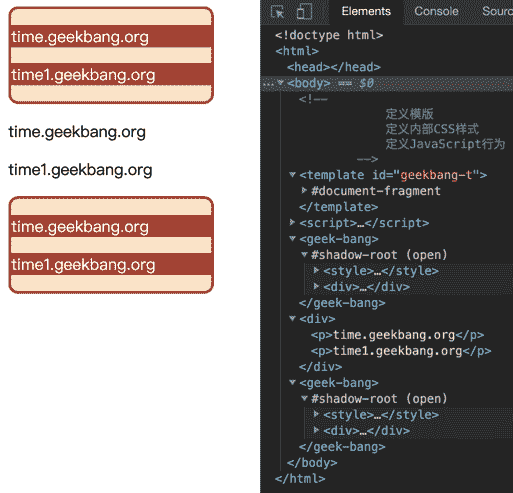 time.geekbang.org
time1.geekbang.org
time.geekbang.org
time1.geekbang.org
time.geekbang.org
time1.geekbang.org
Elements Console Sourc
<!doctype html>
<html>
<head></head>
… <body> == $0
<!--
定义模版
定义内部CSS样式
定义JavaScript行为
-->
<template id="geekbang-t">
#document-fragment
</template>
<script>…</script>
<geek-bang>
#shadow-root (open)
<style>…</style>
<div>…</div>
</geek-bang>
<div>
<p>time.geekbang.org</p>
<p>time1.geekbang.org</p>
</div>
<geek-bang>
#shadow-root (open)
<style>…</style>
<div>…</div>
</geek-bang>
</body>
</html>